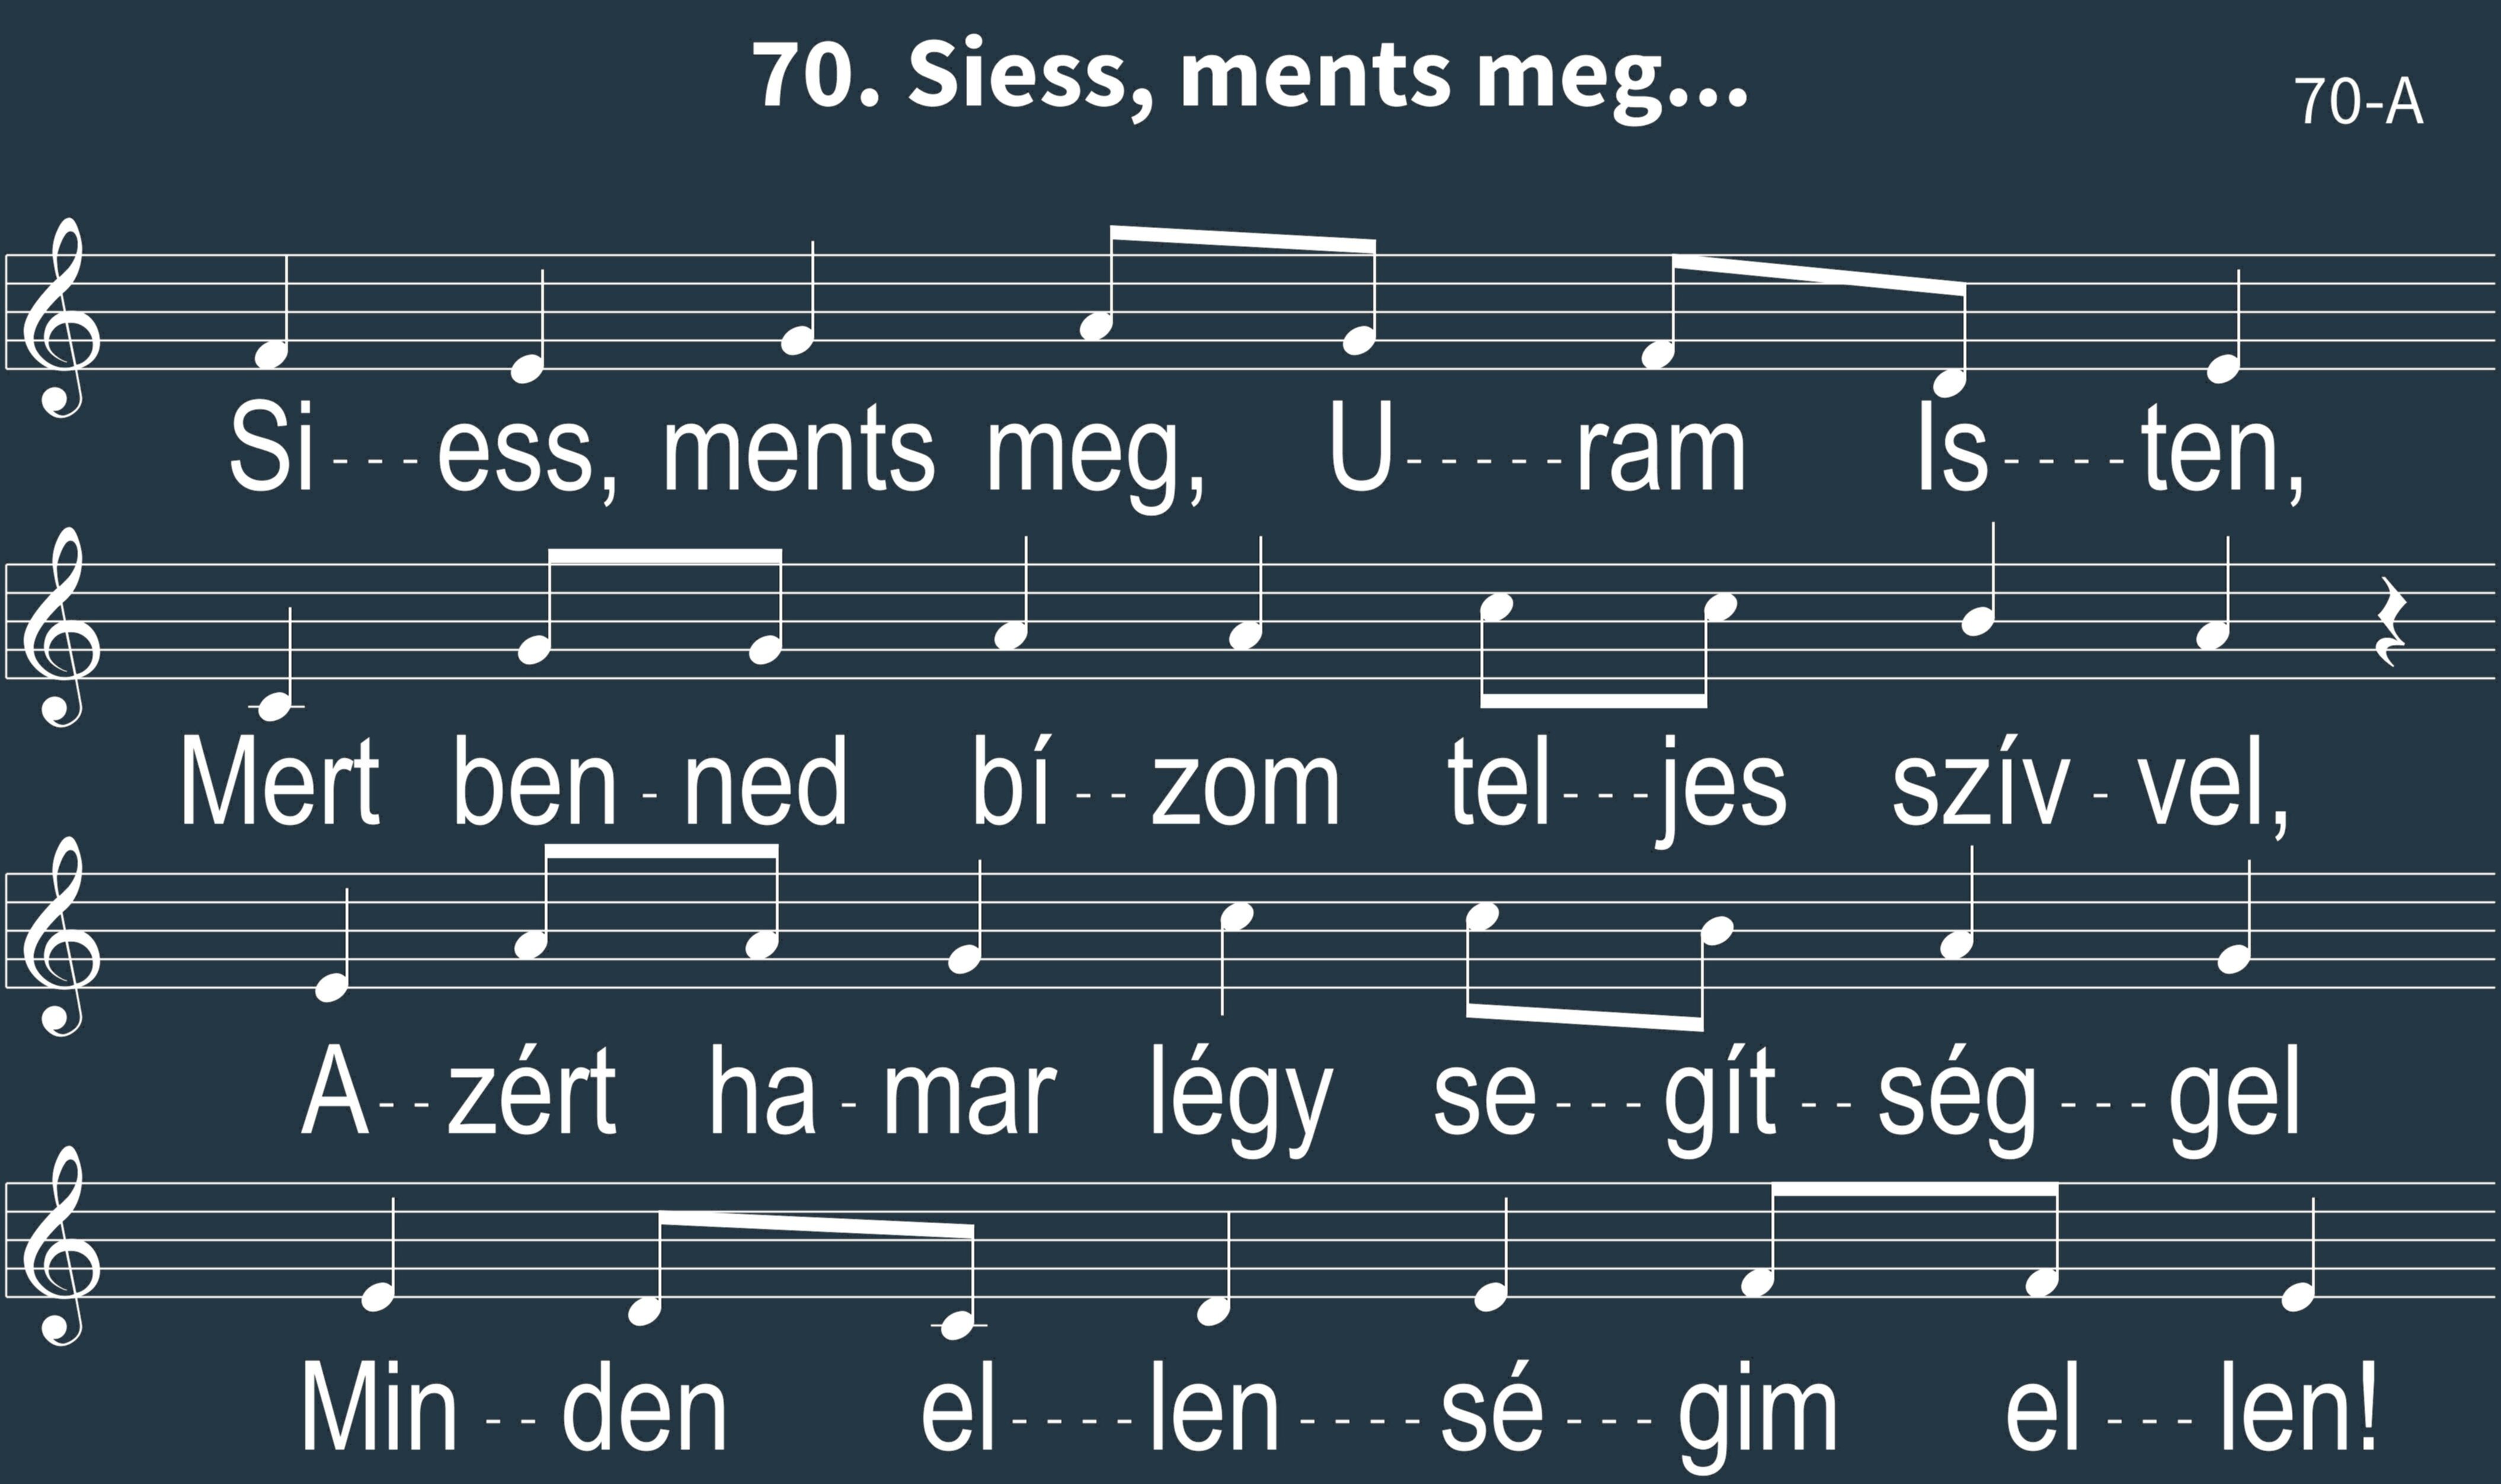 70. Siess, ments meg...
70-A
Si---ess, ments meg, U-----ram Is----ten,
Mert ben-ned bí--zom tel---jes szív-vel,
A--zért ha-mar légy se---gít--ség---gel
Min--den el----len----sé---gim el---len!